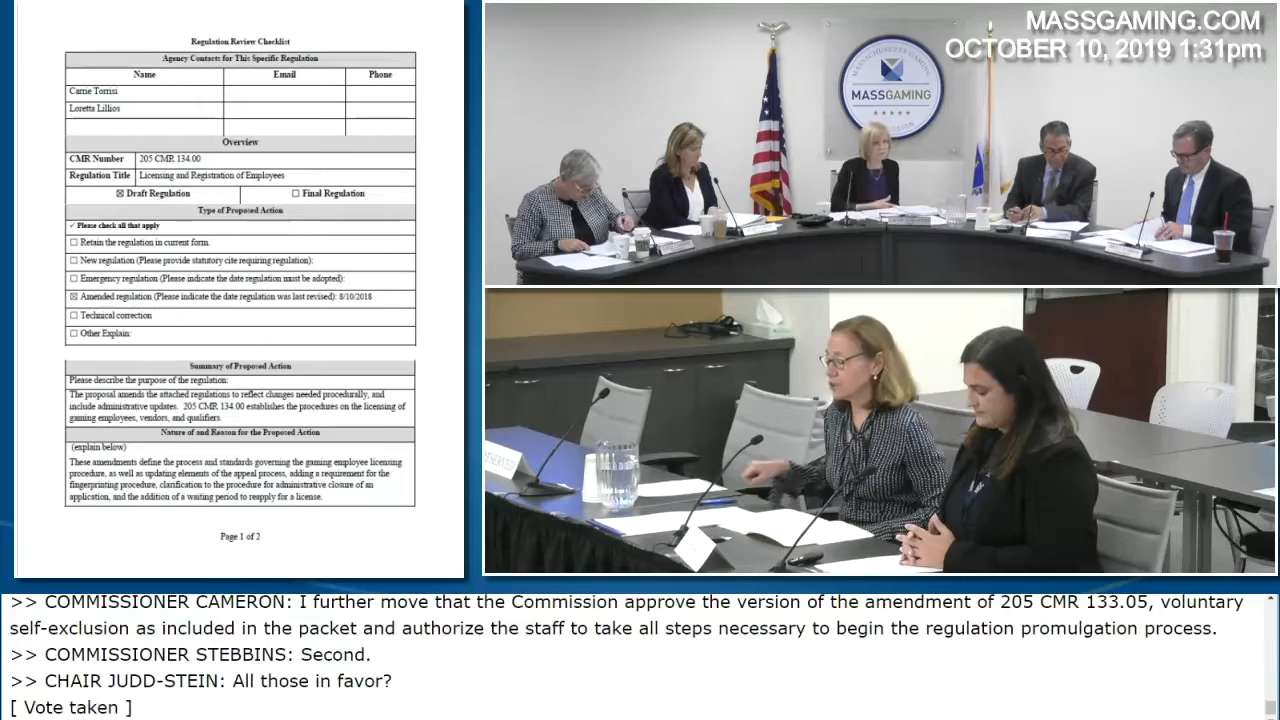 Regulation Review Checklist
Agency Contacts for This Specific Regulation
Name Email Phone
Carrie Torrisi
Loretta Lillios
Overview
CMR Number 205 CMR 134.00
Regulation Title Licensing and Registration of Employees
☒ Draft Regulation ☐ Final Regulation
Type of Proposed Action
✓ Please check all that apply
☐ Retain the regulation in current form.
☐ New regulation (Please provide statutory cite requiring regulation):
☐ Emergency regulation (Please indicate the date regulation must be adopted):
☒ Amended regulation (Please indicate the date regulation was last revised): 8/10/2018
☐ Technical correction
☐ Other Explain:
Summary of Proposed Action
Please describe the purpose of the regulation:
The proposal amends the attached regulations to reflect changes needed procedurally, and
include administrative updates. 205 CMR 134.00 establishes the procedures on the licensing of
gaming employees, vendors, and qualifiers.
Nature of and Reason for the Proposed Action
(explain below)
These amendments define the process and standards governing the gaming employee licensing
procedure, as well as updating elements of the appeal process, adding a requirement for the
fingerprinting procedure, clarification to the procedure for administrative closure of an
application, and the addition of a waiting period to reapply for a license.
Page 1 of 2
MASSGAMING.COM
OCTOBER 10, 2019 1:31pm
MASSACHUSETTS GAMING
MASSGAMING
★ ★ ★ ★ ★
>> COMMISSIONER CAMERON: I further move that the Commission approve the version of the amendment of 205 CMR 133.05, voluntary
self-exclusion as included in the packet and authorize the staff to take all steps necessary to begin the regulation promulgation process.
>> COMMISSIONER STEBBINS: Second.
>> CHAIR JUDD-STEIN: All those in favor?
[ Vote taken ]